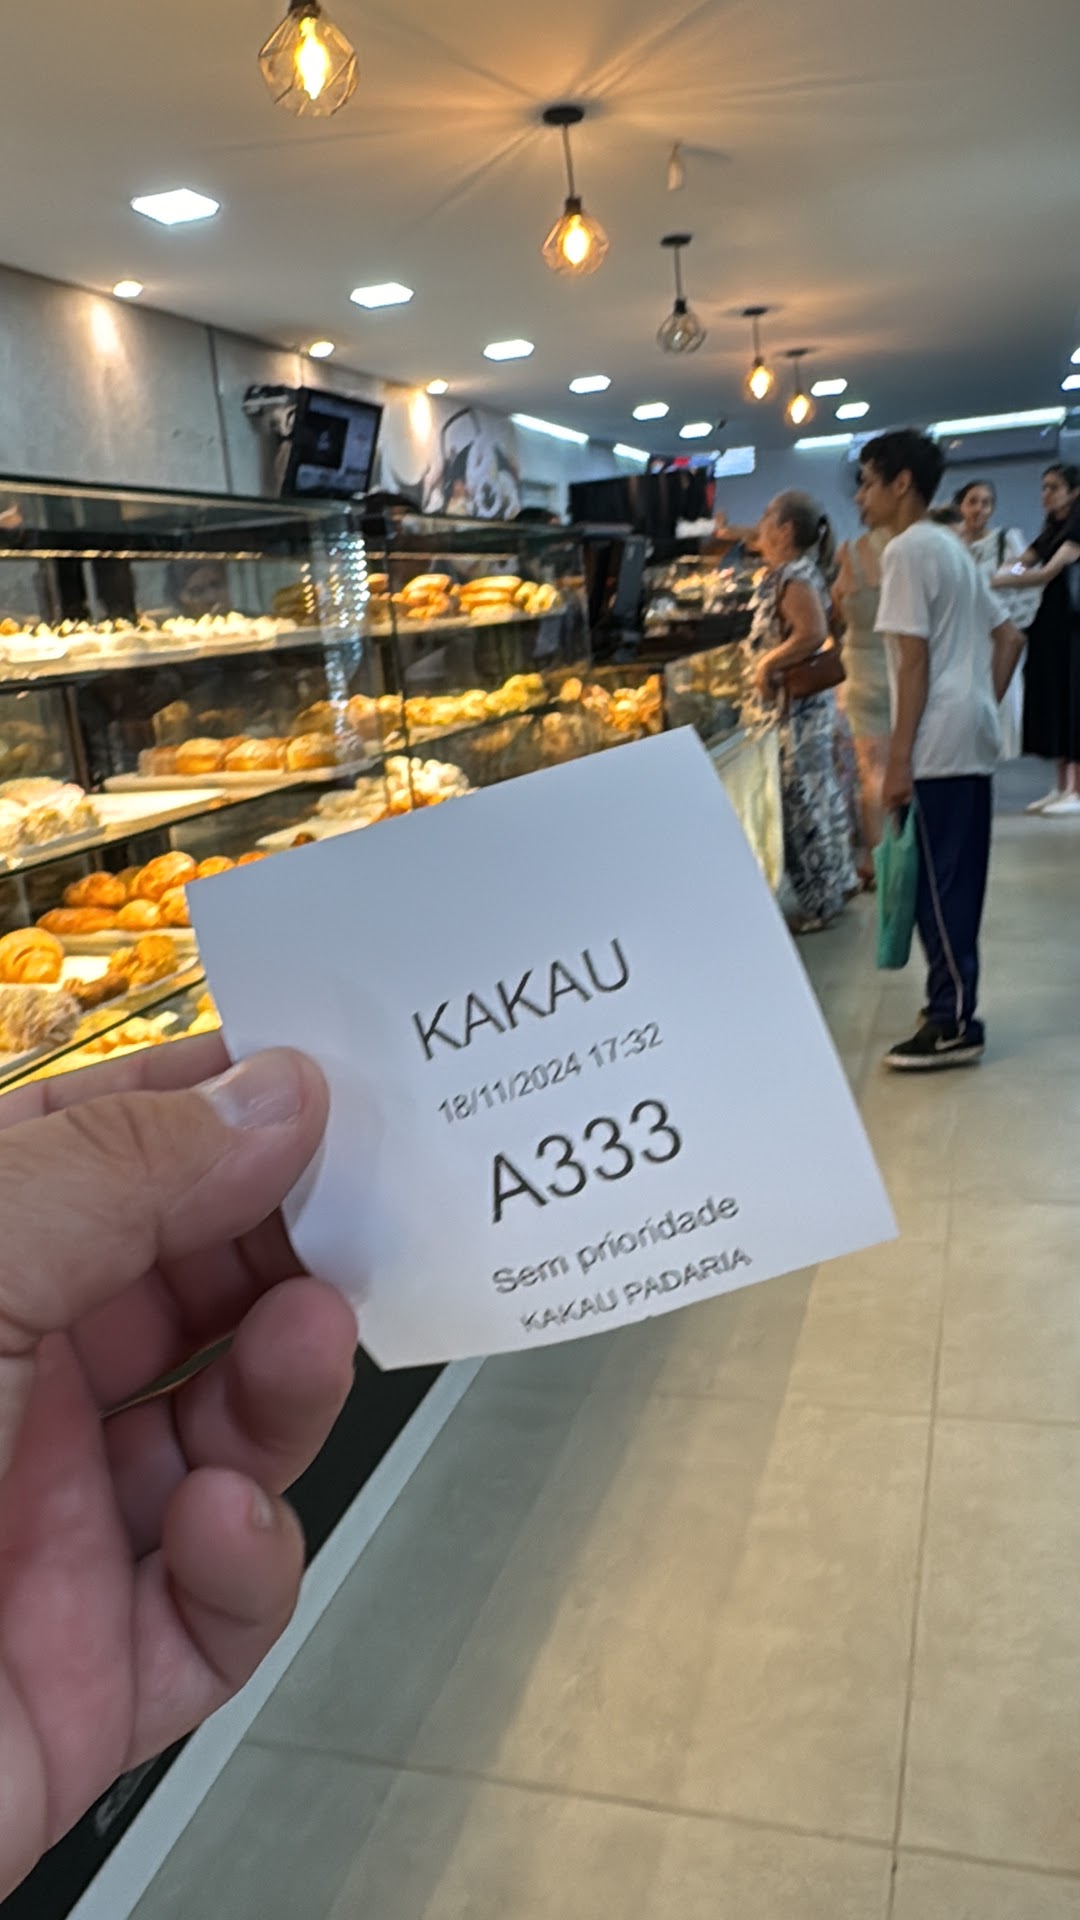 KAKAU
18/11/2024 17:32
A333
Sem prioridade
KAKAU PADARIA